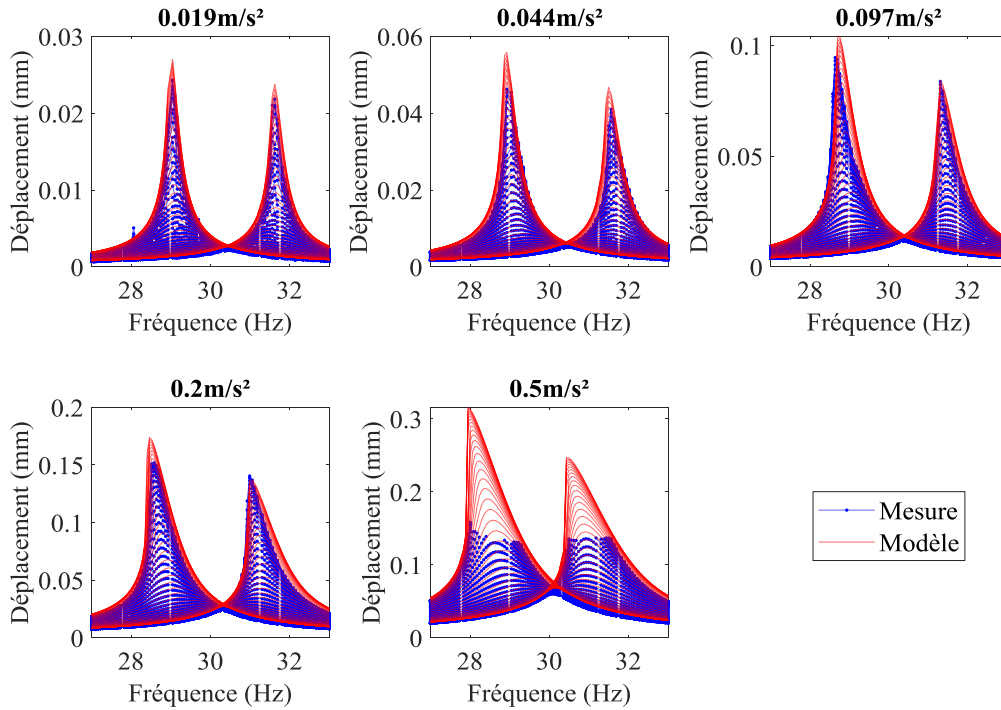 0.019m/s²
0.03
0.02
0.01
0
Déplacement (mm)
28 30 32
Fréquence (Hz)
0.044m/s²
0.06
0.04
0.02
0
Déplacement (mm)
28 30 32
Fréquence (Hz)
0.097m/s²
0.1
0.05
0
Déplacement (mm)
28 30 32
Fréquence (Hz)
0.2m/s²
0.2
0.15
0.1
0.05
0
Déplacement (mm)
28 30 32
Fréquence (Hz)
0.5m/s²
0.3
0.2
0.1
0
Déplacement (mm)
28 30 32
Fréquence (Hz)
Mesure
Modèle